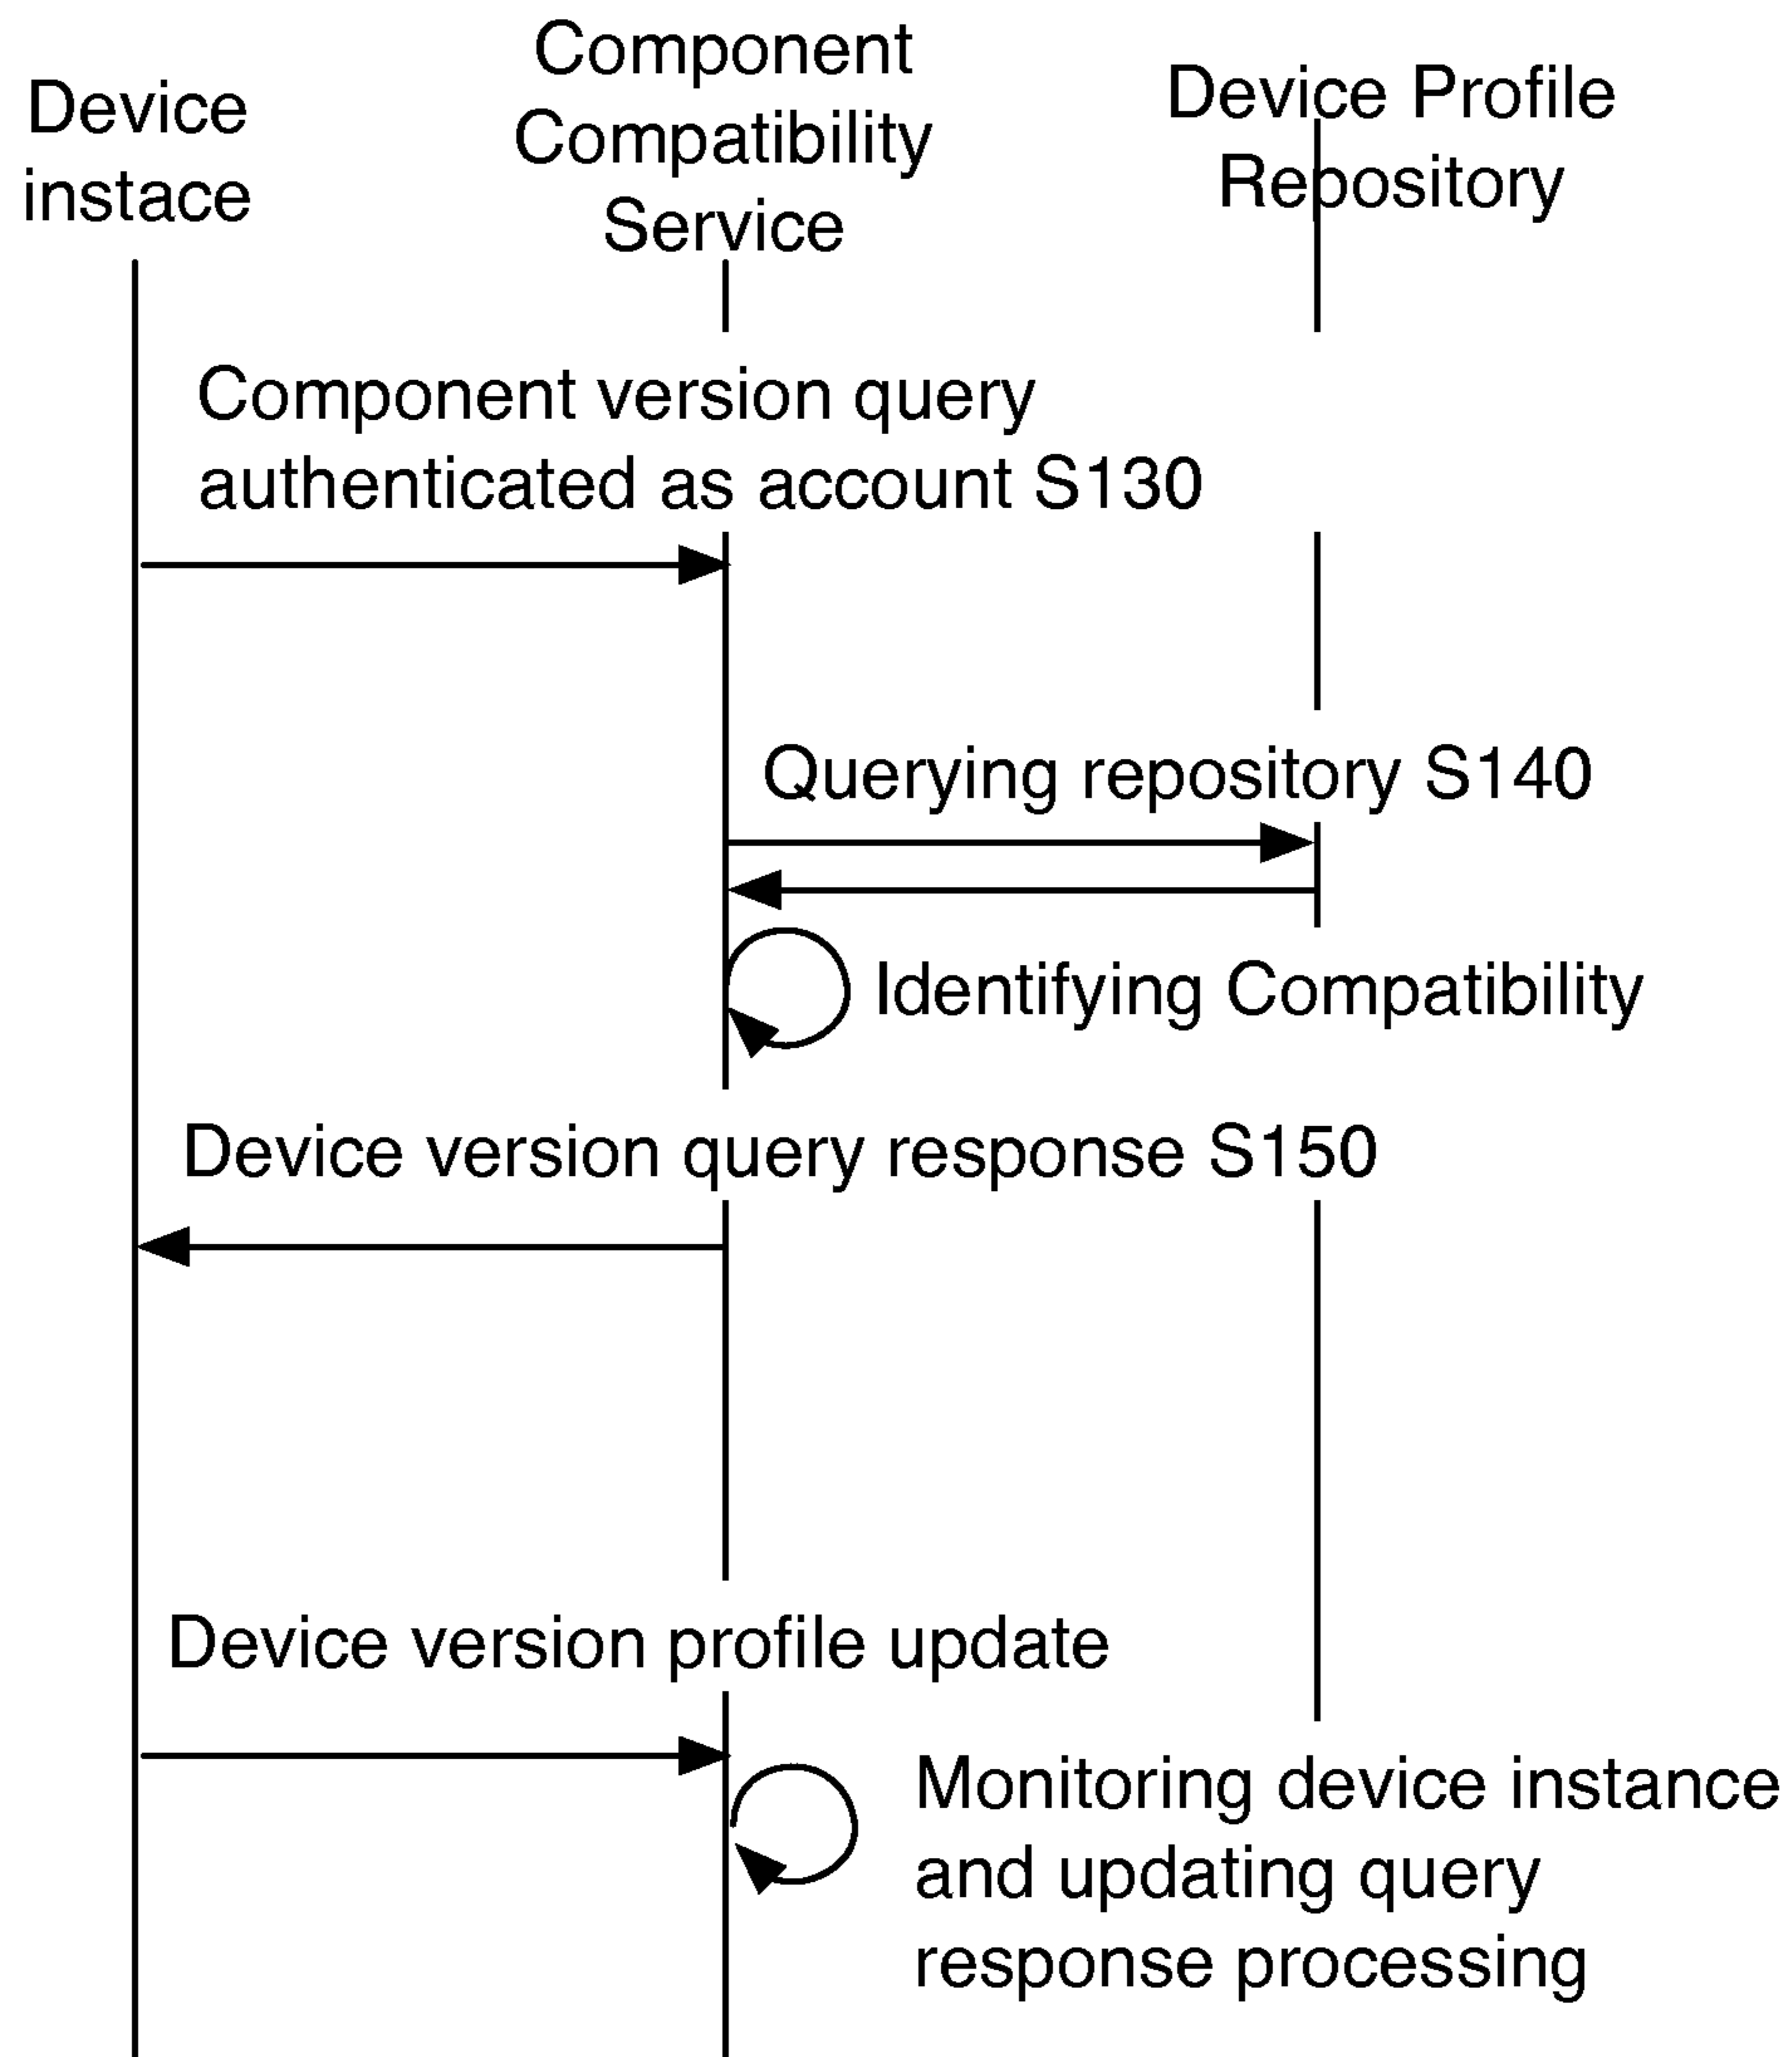 Device
instace
Component
Compatibility
Service
Device Profile
Repository
Component version query
authenticated as account S130
Querying repository S140
Identifying Compatibility
Device version query response S150
Device version profile update
Monitoring device instance
and updating query
response processing